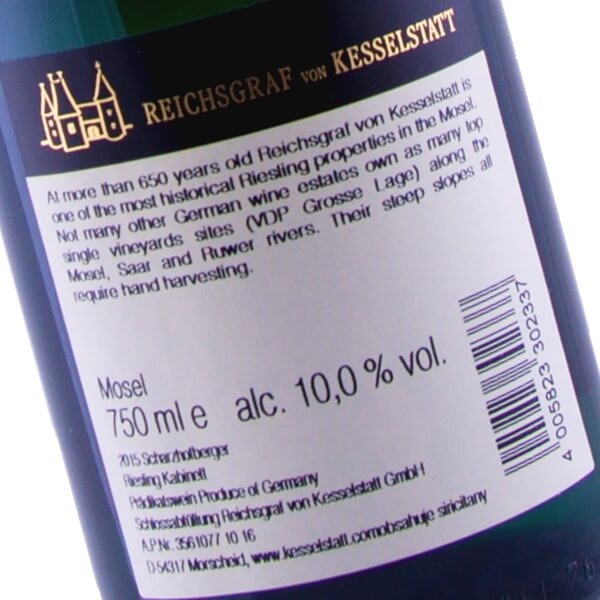 REICHSGRAF VON KESSELSTATT
At more than 650 years old Reichsgraf von Kesselstatt is
one of the most historical Riesling properties in the Mosel.
Not many other German wine estates own as many top
single vineyards sites (VDP Grosse Lage) along the
Mosel, Saar and Ruwer rivers. Their steep slopes all
require hand harvesting.
Mosel
750 ml e alc. 10,0 % vol.
2015 Scharzhofberger
Riesling Kabinett
Prädikatswein Produce of Germany
Schlossabfüllung Reichsgraf von Kesselstatt GmbH
A.P.Nr. 3561077 10 16
D-54317 Morscheid, www.kesselstatt.comobsahuje siricitany
4 005823 302337